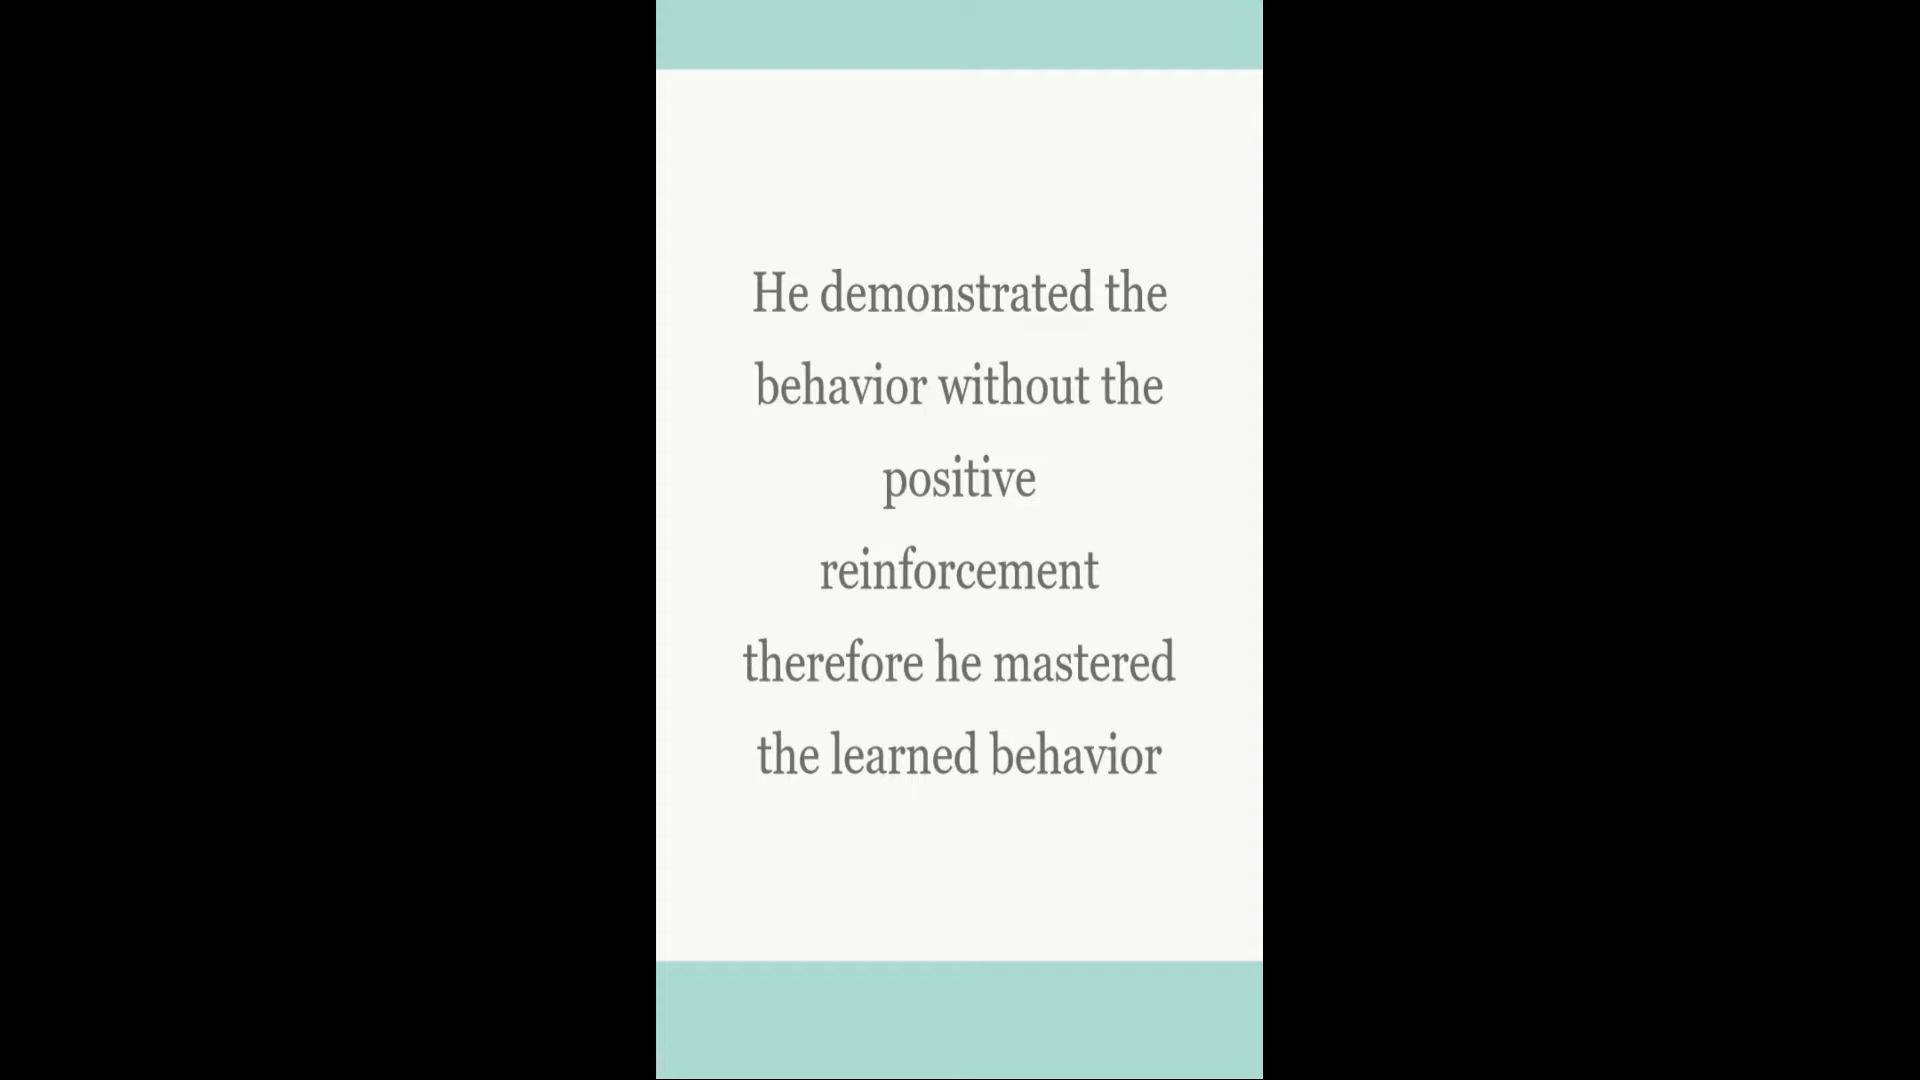 He demonstrated the
behavior without the
positive
reinforcement
therefore he mastered
the learned behavior